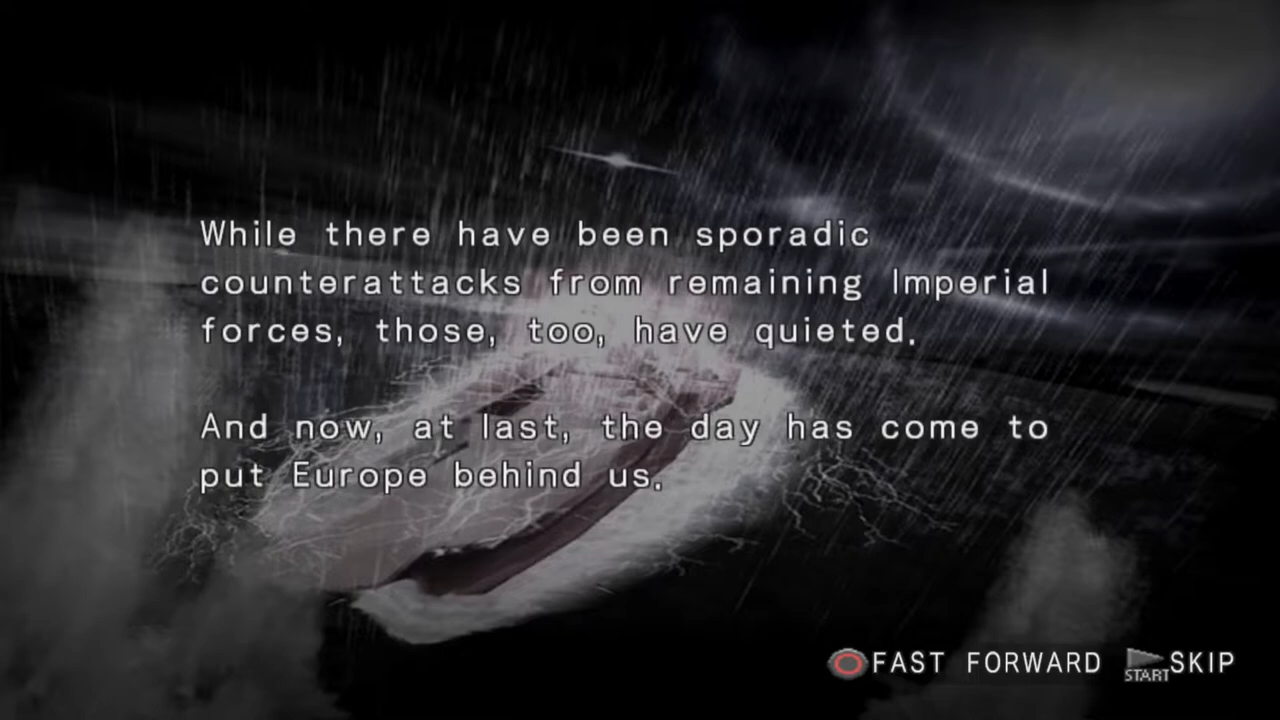 While there have been sporadic
counterattacks from remaining Imperial
forces, those, too, have quieted.
And now, at last, the day has come to
put Europe behind us.
FAST FORWARD
START
SKIP